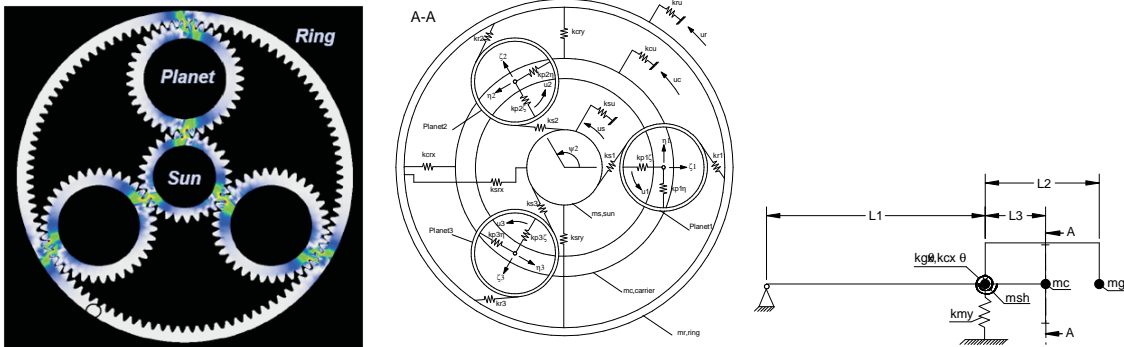 Ring
Planet
Sun
A-A
kru
ur
kr2
kcry
kcu
uc
ζ2
kp2η
u2
η2
kp2ζ
ksu
us
Planet2
ks2
ψ2
ks1
η1
kr1
kp1ζ
ζ1
u1
kp1η
kcrx
ksrx
ks3
ms,sun
Planet1
Planet3
u3
kp3η
kp3ζ
ksry
η3
ζ3
kr3
mc,carrier
mr,ring
L2
L1
L3
A
kcx θ
mc
mg
msh
kmy
A